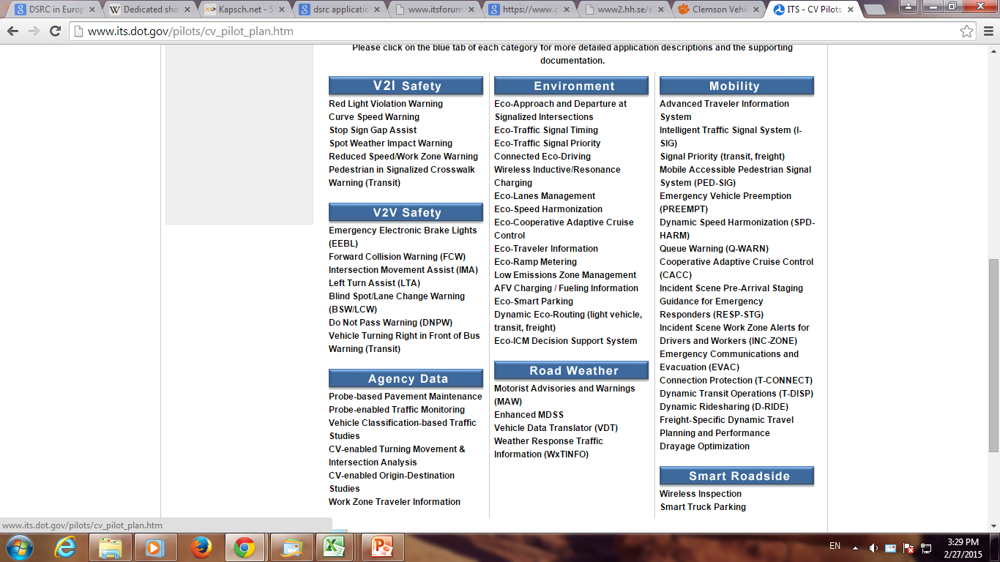 DSRC in Europ
Dedicated sho
Kapsch.net - 5
dsrc applicatio
www.itsforum
https://www.g
www2.hh.se/s
Clemson Vehi
ITS - CV Pilots
www.its.dot.gov/pilots/cv_pilot_plan.htm
Please click on the blue tab of each category for more detailed application descriptions and the supporting
documentation.
V2I Safety
Red Light Violation Warning
Curve Speed Warning
Stop Sign Gap Assist
Spot Weather Impact Warning
Reduced Speed/Work Zone Warning
Pedestrian in Signalized Crosswalk
Warning (Transit)
V2V Safety
Emergency Electronic Brake Lights
(EEBL)
Forward Collision Warning (FCW)
Intersection Movement Assist (IMA)
Left Turn Assist (LTA)
Blind Spot/Lane Change Warning
(BSW/LCW)
Do Not Pass Warning (DNPW)
Vehicle Turning Right in Front of Bus
Warning (Transit)
Agency Data
Probe-based Pavement Maintenance
Probe-enabled Traffic Monitoring
Vehicle Classification-based Traffic
Studies
CV-enabled Turning Movement &
Intersection Analysis
CV-enabled Origin-Destination
Studies
Work Zone Traveler Information
Environment
Eco-Approach and Departure at
Signalized Intersections
Eco-Traffic Signal Timing
Eco-Traffic Signal Priority
Connected Eco-Driving
Wireless Inductive/Resonance
Charging
Eco-Lanes Management
Eco-Speed Harmonization
Eco-Cooperative Adaptive Cruise
Control
Eco-Traveler Information
Eco-Ramp Metering
Low Emissions Zone Management
AFV Charging / Fueling Information
Eco-Smart Parking
Dynamic Eco-Routing (light vehicle,
transit, freight)
Eco-ICM Decision Support System
Road Weather
Motorist Advisories and Warnings
(MAW)
Enhanced MDSS
Vehicle Data Translator (VDT)
Weather Response Traffic
Information (WxTINFO)
Mobility
Advanced Traveler Information
System
Intelligent Traffic Signal System (I-
SIG)
Signal Priority (transit, freight)
Mobile Accessible Pedestrian Signal
System (PED-SIG)
Emergency Vehicle Preemption
(PREEMPT)
Dynamic Speed Harmonization (SPD-
HARM)
Queue Warning (Q-WARN)
Cooperative Adaptive Cruise Control
(CACC)
Incident Scene Pre-Arrival Staging
Guidance for Emergency
Responders (RESP-STG)
Incident Scene Work Zone Alerts for
Drivers and Workers (INC-ZONE)
Emergency Communications and
Evacuation (EVAC)
Connection Protection (T-CONNECT)
Dynamic Transit Operations (T-DISP)
Dynamic Ridesharing (D-RIDE)
Freight-Specific Dynamic Travel
Planning and Performance
Drayage Optimization
Smart Roadside
Wireless Inspection
Smart Truck Parking
www.its.dot.gov/pilots/cv_pilot_plan.htm
EN
3:29 PM
2/27/2015